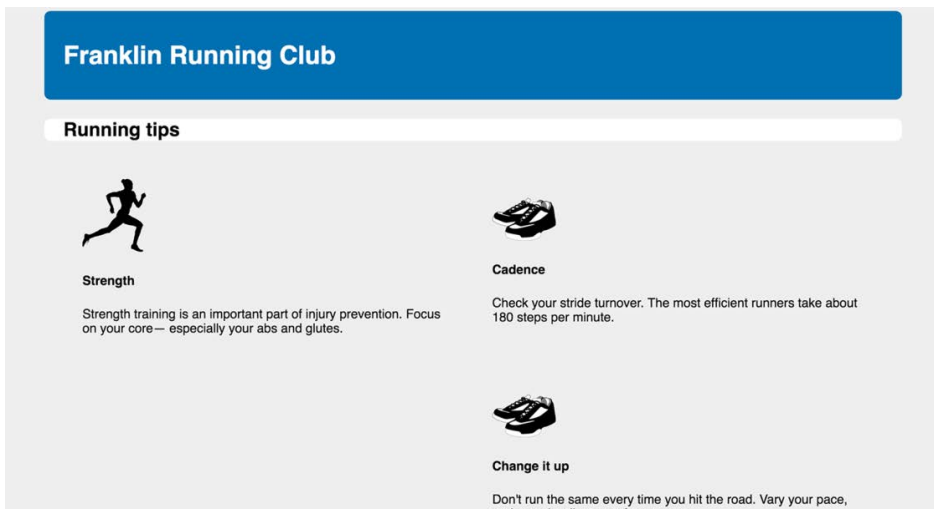 Franklin Running Club
Running tips
Strength
Strength training is an important part of injury prevention. Focus
on your core— especially your abs and glutes.
Cadence
Check your stride turnover. The most efficient runners take about
180 steps per minute.
Change it up
Don't run the same every time you hit the road. Vary your pace,